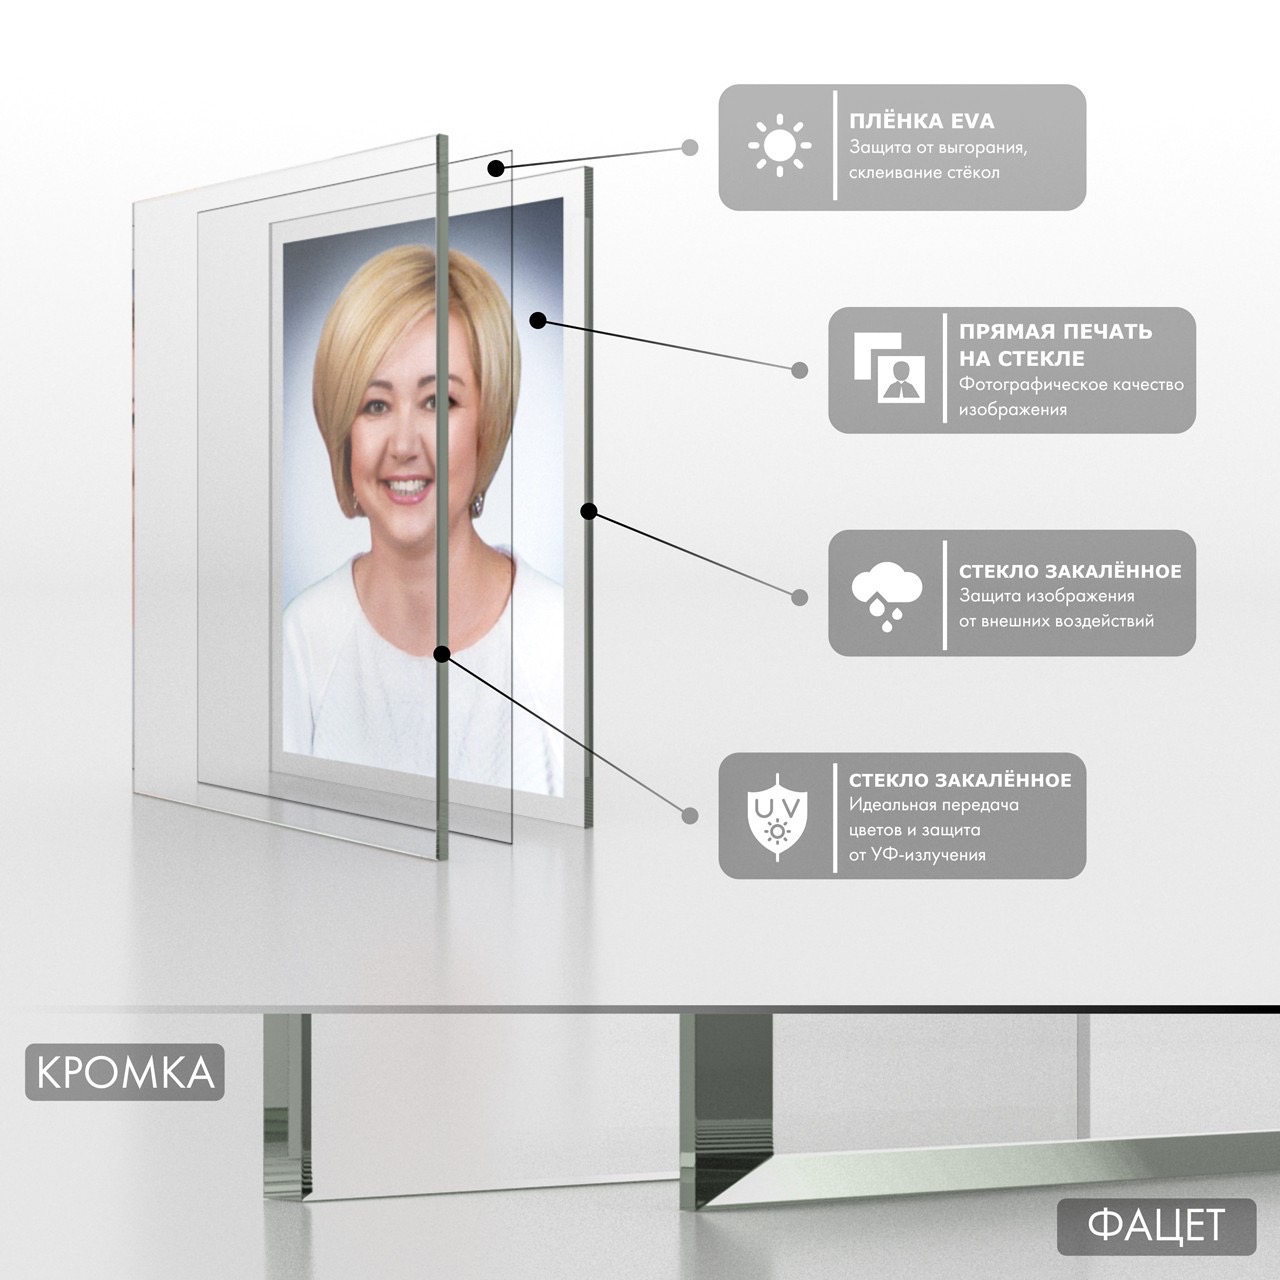 ПЛЁНКА EVA
Защита от выгорания,
склеивание стёкол
ПРЯМАЯ ПЕЧАТЬ
НА СТЕКЛЕ
Фотографическое качество
изображения
СТЕКЛО ЗАКАЛЁННОЕ
Защита изображения
от внешних воздействий
UV
СТЕКЛО ЗАКАЛЁННОЕ
Идеальная передача
цветов и защита
от УФ-излучения
КРОМКА
ФАЦЕТ